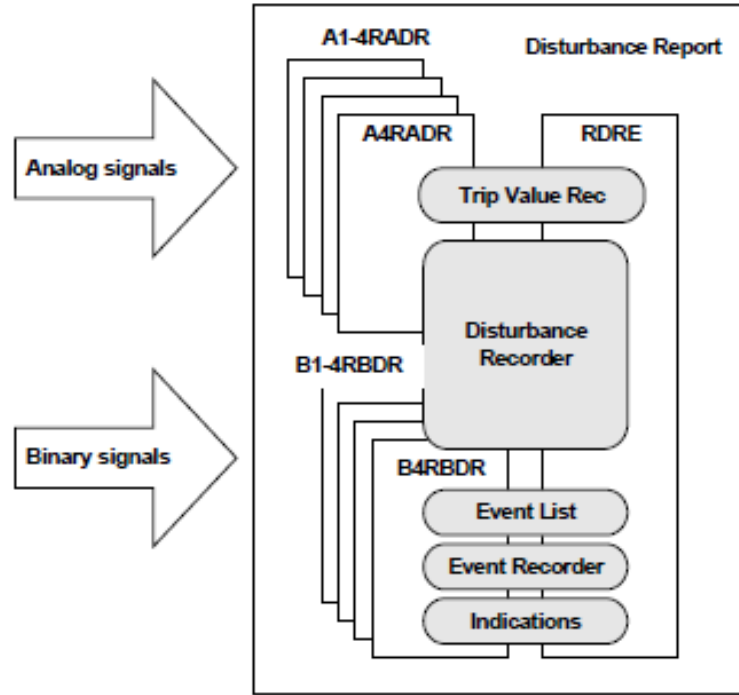 A1-4RADR
Disturbance Report
A4RADR
RDRE
Analog signals
Trip Value Rec
Disturbance
Recorder
B1-4RBDR
Binary signals
B4RBDR
Event List
Event Recorder
Indications